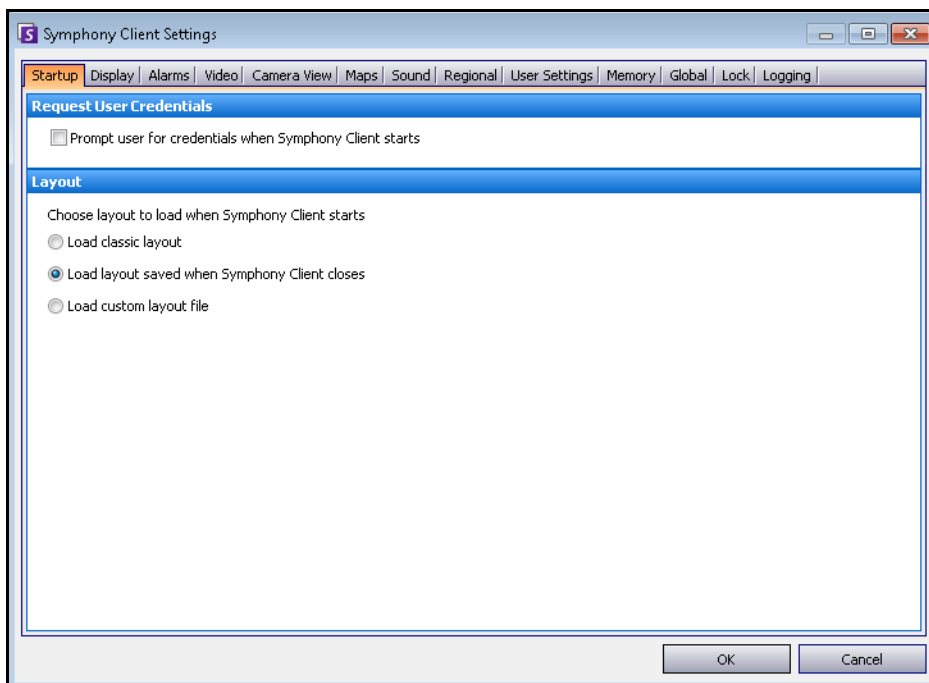 Symphony Client Settings
Startup Display Alarms Video Camera View Maps Sound Regional User Settings Memory Global Lock Logging
Request User Credentials
Prompt user for credentials when Symphony Client starts
Layout
Choose layout to load when Symphony Client starts
Load classic layout
Load layout saved when Symphony Client closes
Load custom layout file
OK Cancel